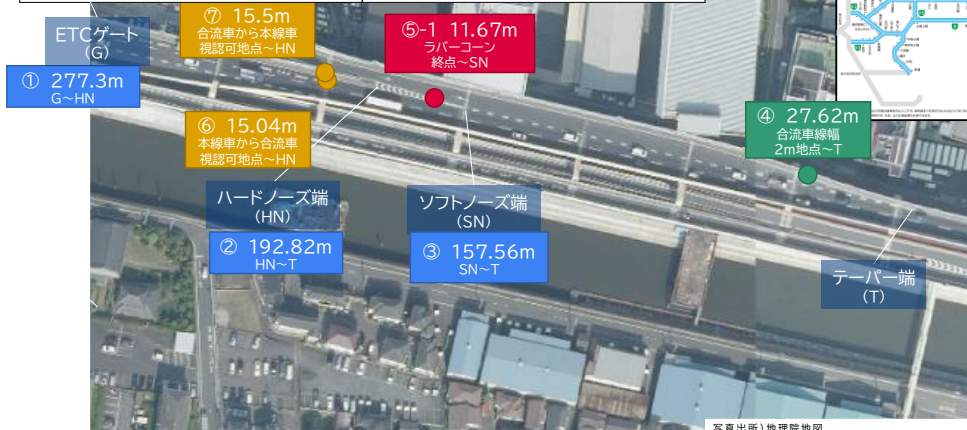 ETCゲート
(G)
① 277.3m
G~HN
⑦ 15.5m
合流車から本線車
視認可地点~HN
⑤-1 11.67m
ラバーコーン
終点~SN
④ 27.62m
合流車線幅
2m地点~T
⑥ 15.04m
本線車から合流車
視認可地点~HN
ハードノーズ端
(HN)
② 192.82m
HN~T
ソフトノーズ端
(SN)
③ 157.56m
SN~T
テーパー端
(T)
写真出所)地理院地図